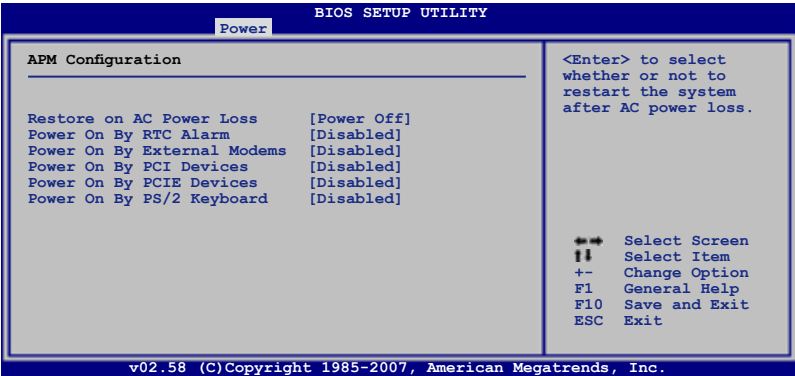 BIOS SETUP UTILITY
Power
APM Configuration
Restore on AC Power Loss [Power Off]
Power On By RTC Alarm [Disabled]
Power On By External Modems [Disabled]
Power On By PCI Devices [Disabled]
Power On By PCIE Devices [Disabled]
Power On By PS/2 Keyboard [Disabled]
<Enter> to select
whether or not to
restart the system
after AC power loss.
←→ Select Screen
↑↓ Select Item
+- Change Option
F1 General Help
F10 Save and Exit
ESC Exit
v02.58 (C)Copyright 1985-2007, American Megatrends, Inc.